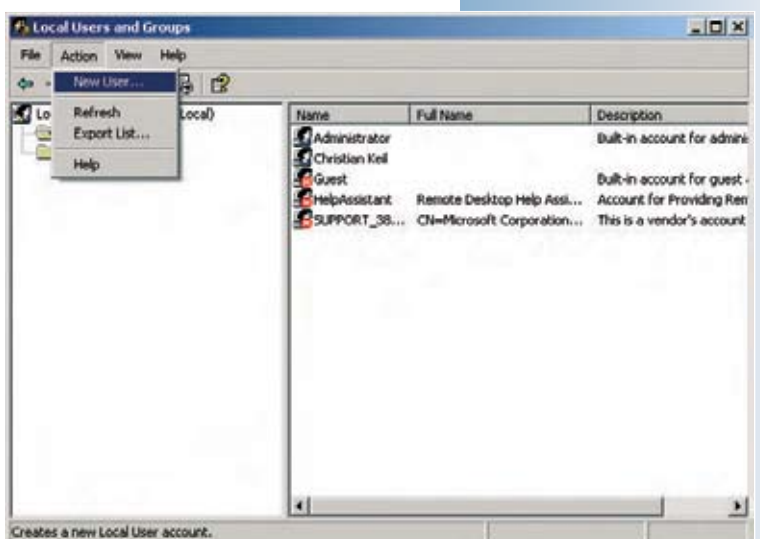 Local Users and Groups
File Action View Help
New User...
Refresh
Export List...
Help
Lo
Local)
Name Full Name Description
Administrator Built-in account for admini
Christian Keil
Guest Built-in account for guest
HelpAssistant Remote Desktop Help Assi... Account for Providing Rem
SUPPORT_38... CN=Microsoft Corporation... This is a vendor's account
Creates a new Local User account.